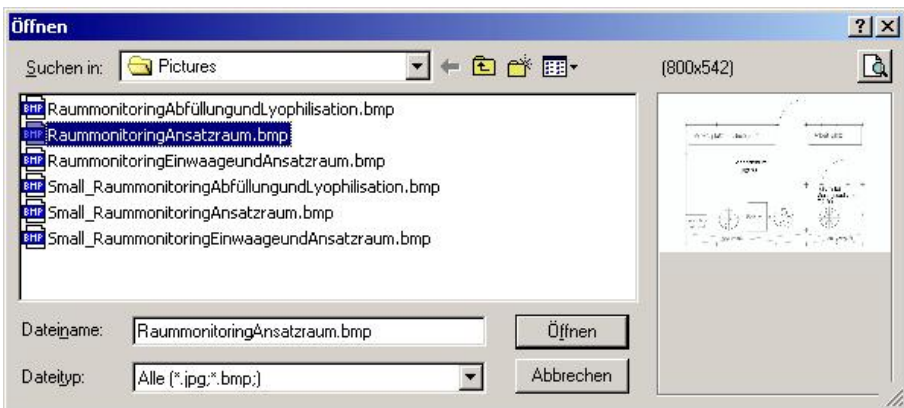 Öffnen
Suchen in: Pictures (800x542)
RaummonitoringAbfüllungundLyophilisation.bmp
RaummonitoringAnsatzraum.bmp
RaummonitoringEinwaageundAnsatzraum.bmp
Small_RaummonitoringAbfüllungundLyophilisation.bmp
Small_RaummonitoringAnsatzraum.bmp
Small_RaummonitoringEinwaageundAnsatzraum.bmp
Dateiname: RaummonitoringAnsatzraum.bmp Öffnen
Dateityp: Alle (*.jpg;*.bmp;) Abbrechen